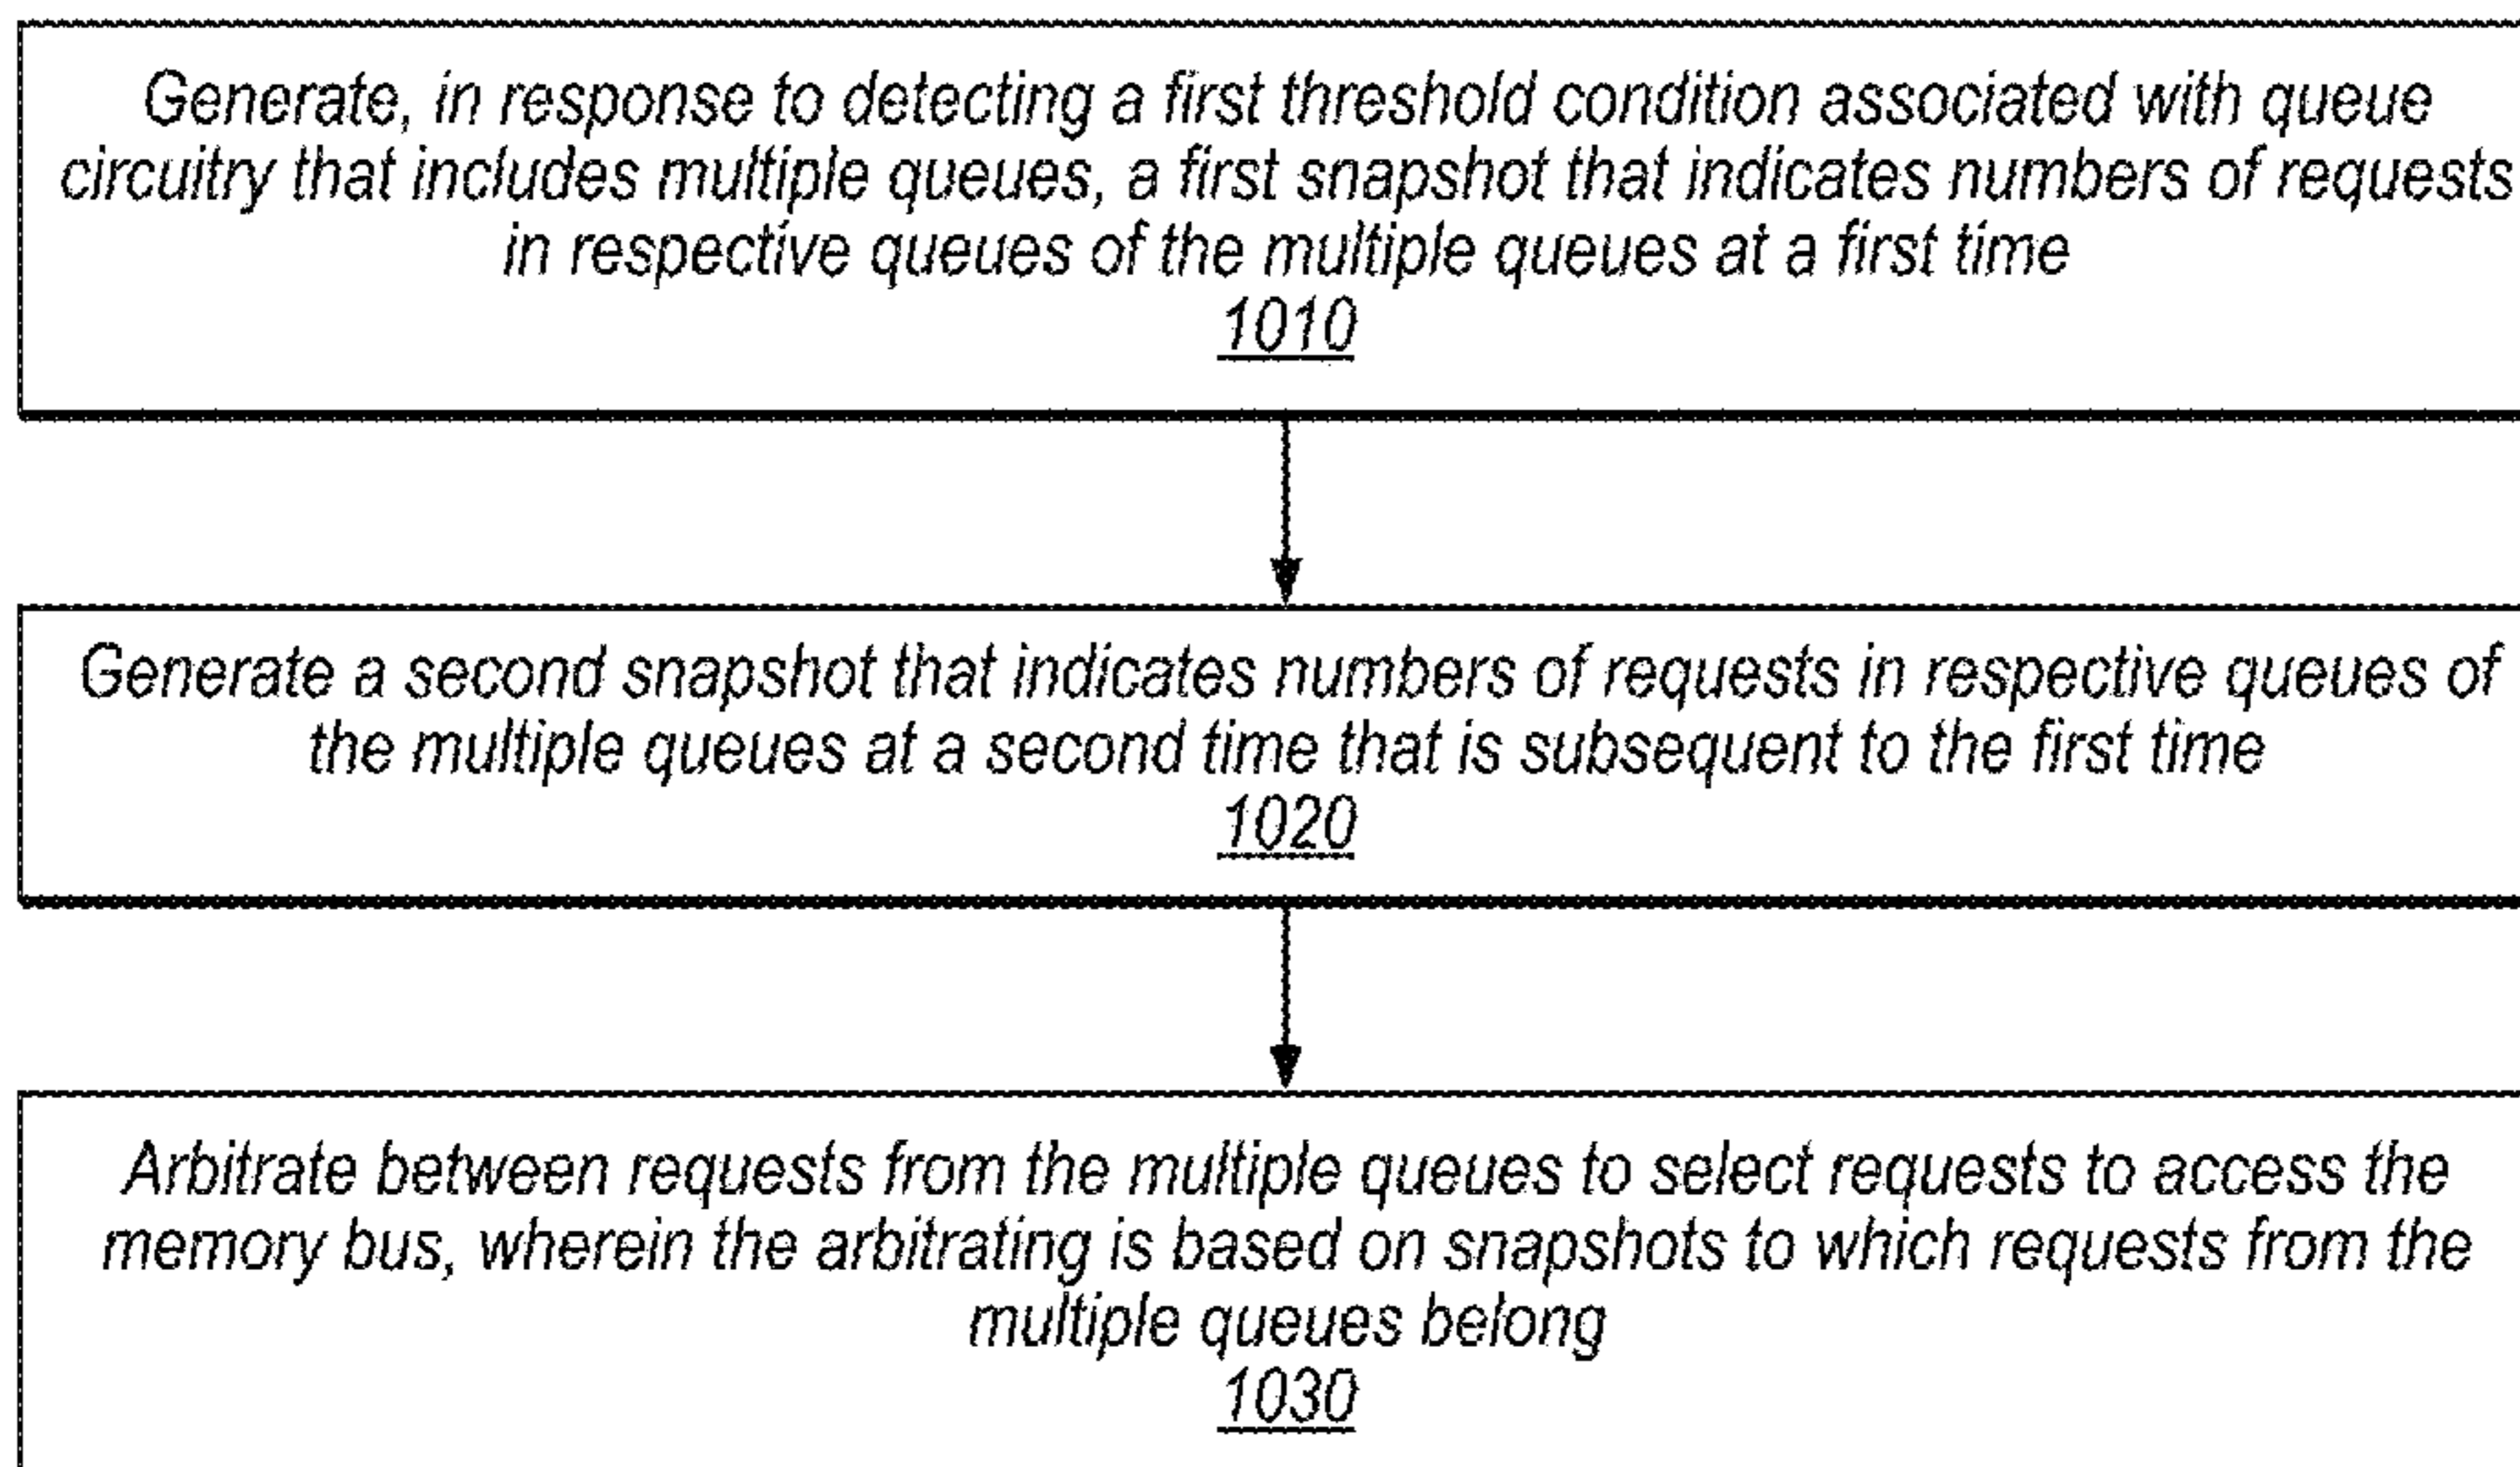 Generate, in response to detecting a first threshold condition associated with queue
circuitry that includes multiple queues, a first snapshot that indicates numbers of requests
in respective queues of the multiple queues at a first time
1010
Generate a second snapshot that indicates numbers of requests in respective queues of
the multiple queues at a second time that is subsequent to the first time
1020
Arbitrate between requests from the multiple queues to select requests to access the
memory bus, wherein the arbitrating is based on snapshots to which requests from the
multiple queues belong
1030